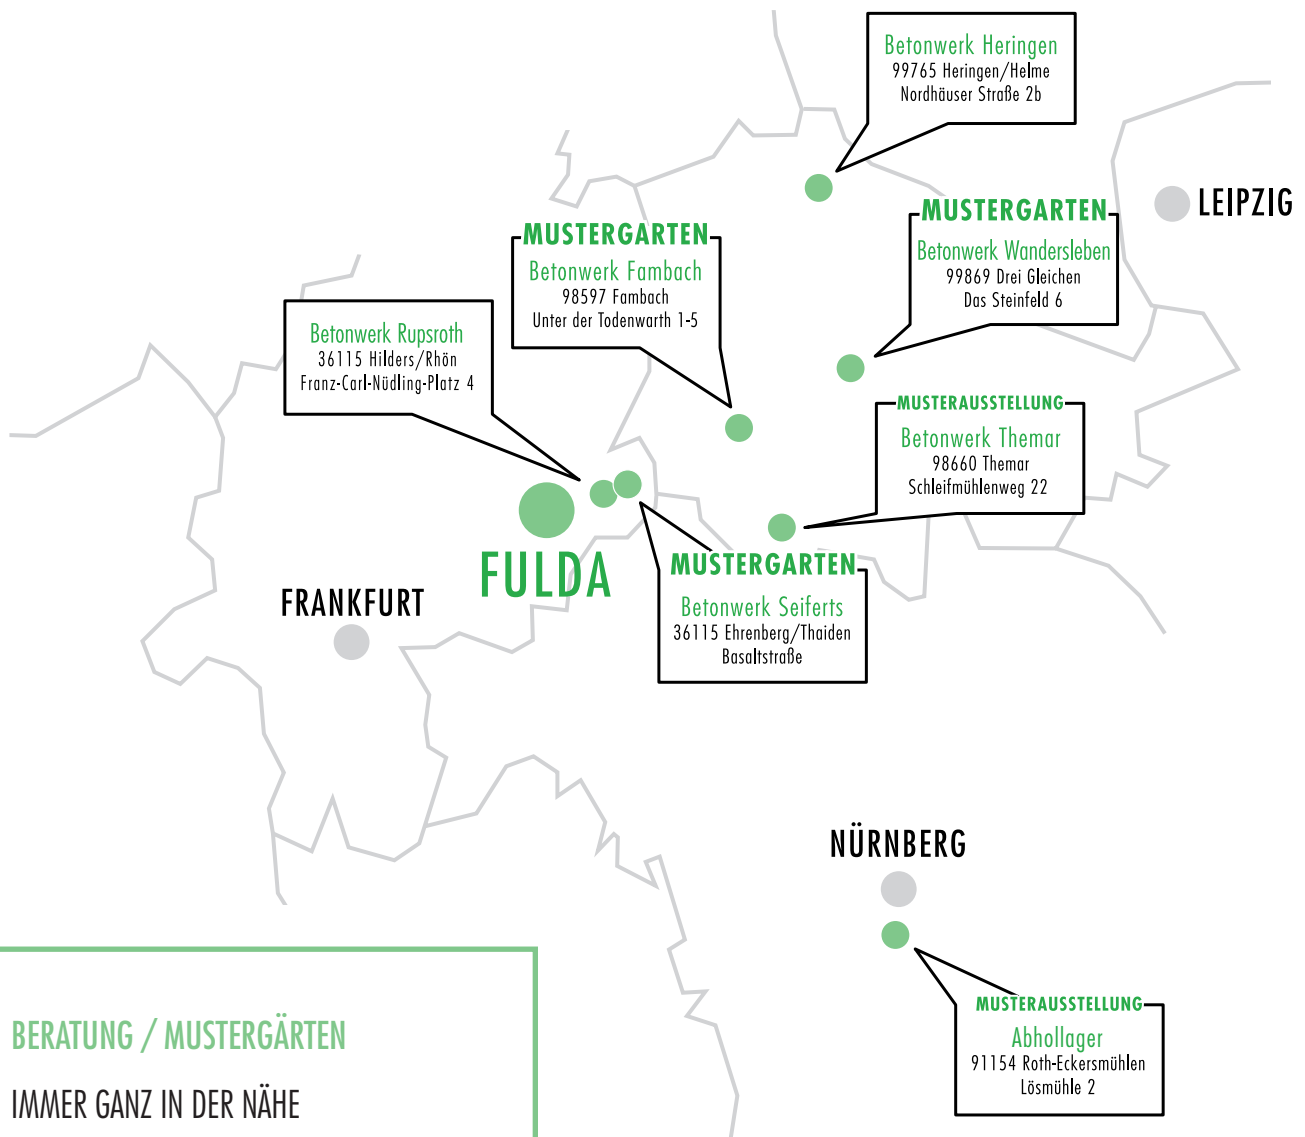 Betonwerk Heringen
99765 Heringen/Helme
Nordhäuser Straße 2b
LEIPZIG
MUSTERGARTEN
Betonwerk Wandersleben
99869 Drei Gleichen
Das Steinfeld 6
MUSTERGARTEN
Betonwerk Fambach
98597 Fambach
Unter der Todenwarth 1-5
Betonwerk Rupsroth
36115 Hilders/Rhön
Franz-Carl-Nüdling-Platz 4
MUSTERAUSSTELLUNG
Betonwerk Themar
98660 Themar
Schleifmühlenweg 22
FULDA
MUSTERGARTEN
Betonwerk Seiferts
36115 Ehrenberg/Thaiden
Basaltstraße
FRANKFURT
NÜRNBERG
MUSTERAUSSTELLUNG
Abhollager
91154 Roth-Eckersmühlen
Lösmühle 2
BERATUNG / MUSTERGÄRTEN
IMMER GANZ IN DER NÄHE